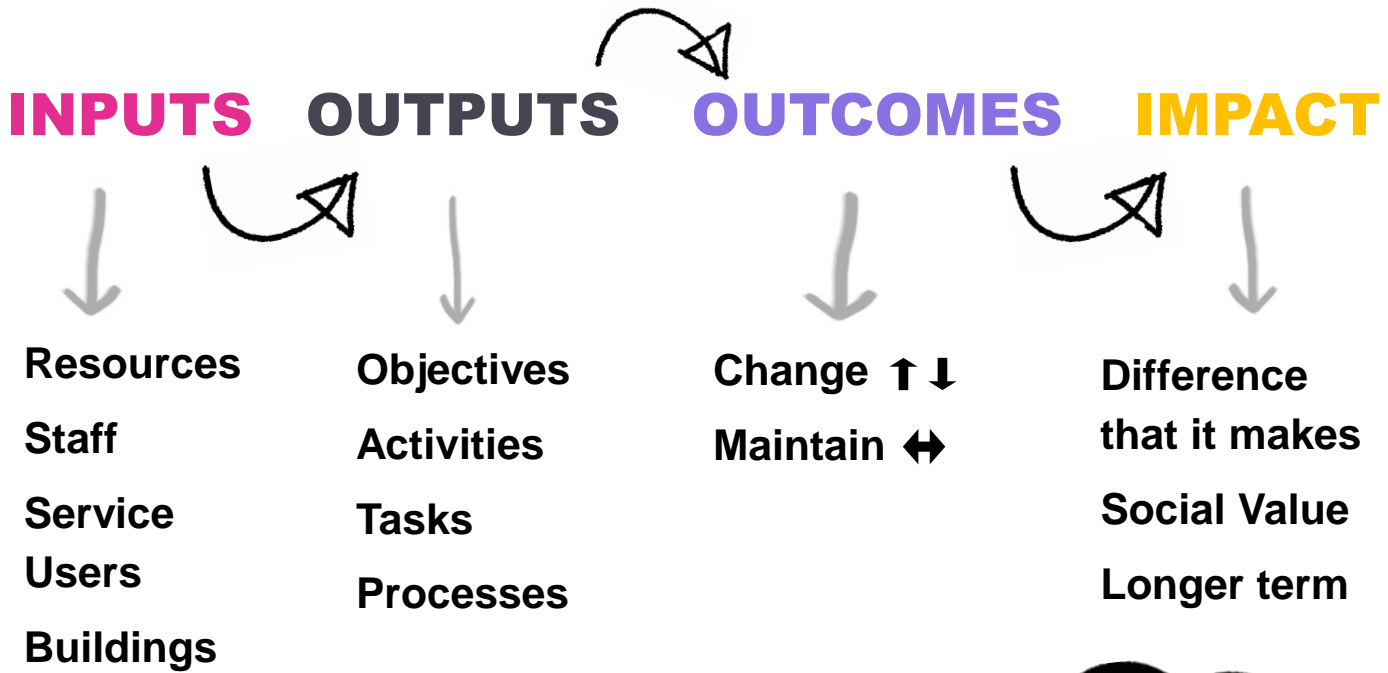 INPUTS OUTPUTS OUTCOMES IMPACT
Resources
Staff
Service
Users
Buildings
Objectives
Activities
Tasks
Processes
Change ⬆⬇
Maintain ⬌
Difference
that it makes
Social Value
Longer term